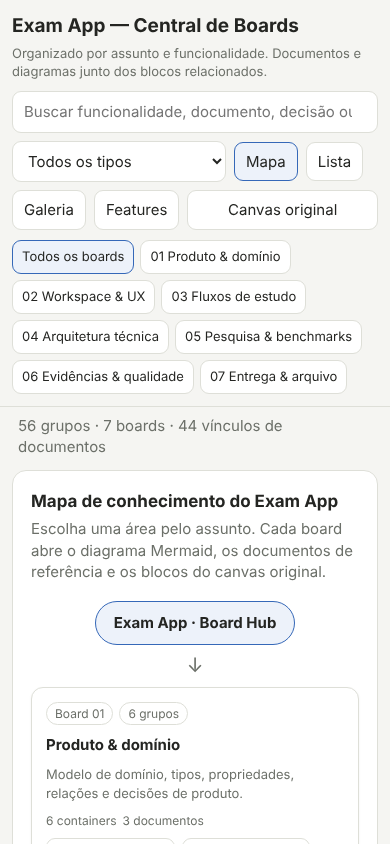 Exam App — Central de Boards
Organizado por assunto e funcionalidade. Documentos e
diagramas junto dos blocos relacionados.
Buscar funcionalidade, documento, decisão ou
Todos os tipos
Mapa
Lista
Galeria
Features
Canvas original
Todos os boards
01 Produto & domínio
02 Workspace & UX
03 Fluxos de estudo
04 Arquitetura técnica
05 Pesquisa & benchmarks
06 Evidências & qualidade
07 Entrega & arquivo
56 grupos · 7 boards · 44 vínculos de
documentos
Mapa de conhecimento do Exam App
Escolha uma área pelo assunto. Cada board
abre o diagrama Mermaid, os documentos de
referência e os blocos do canvas original.
Exam App · Board Hub
↓
Board 01
6 grupos
Produto & domínio
Modelo de domínio, tipos, propriedades,
relações e decisões de produto.
6 containers 3 documentos